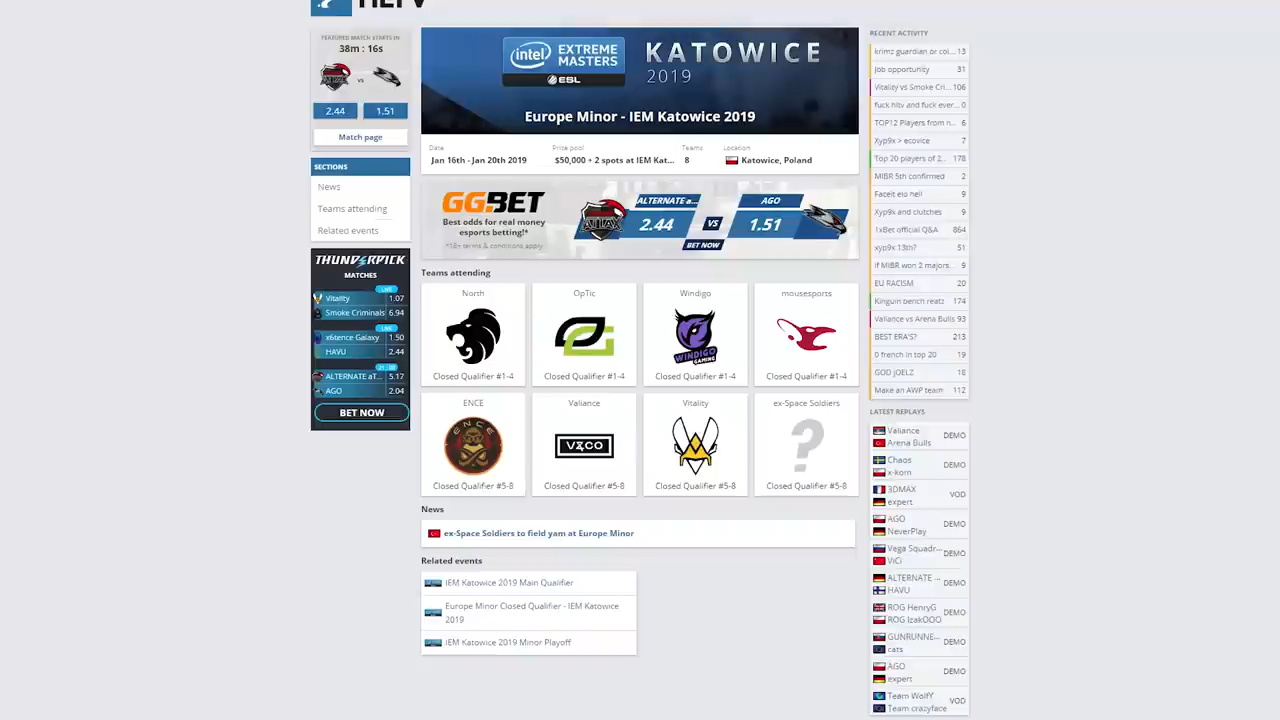 HLTV
FEATURED MATCH STARTS IN
38m : 16s
vs
2.44
1.51
Match page
SECTIONS
News
Teams attending
Related events
THUNDERPICK
MATCHES
LIVE
Vitality 1.07
Smoke Criminals 6.94
LIVE
x6tence Galaxy 1.50
HAVU 2.44
ALTERNATE aT... 5.17
AGO 2.04
BET NOW
intel EXTREME MASTERS
ESL
KATOWICE
2019
Europe Minor - IEM Katowice 2019
Date
Jan 16th - Jan 20th 2019
Prize pool
$50,000 + 2 spots at IEM Kat...
Teams
8
Location
Katowice, Poland
GG.BET
Best odds for real money
esports betting!*
*18+ terms & conditions apply
ATTAX
ALTERNATE a...
2.44
VS
AGO
1.51
BET NOW
Teams attending
North
Closed Qualifier #1-4
OpTic
Closed Qualifier #1-4
Windigo
WINDIGO
GAMING
Closed Qualifier #1-4
mousesports
Closed Qualifier #1-4
ENCE
ENCE
Closed Qualifier #5-8
Valiance
V&CO
Closed Qualifier #5-8
Vitality
Closed Qualifier #5-8
ex-Space Soldiers
?
Closed Qualifier #5-8
News
ex-Space Soldiers to field yam at Europe Minor
Related events
IEM Katowice 2019 Main Qualifier
Europe Minor Closed Qualifier - IEM Katowice
2019
IEM Katowice 2019 Minor Playoff
RECENT ACTIVITY
krimz guardian or col... 13
Job opportunity 31
Vitality vs Smoke Cri... 106
fuck hltv and fuck ever... 0
TOP12 Players from n... 6
Xyp9x > ecovice 7
Top 20 players of 2... 178
MIBR 5th confirmed 2
Faceit elo hell 9
Xyp9x and clutches 9
1xBet official Q&A 864
xyp9x 13th? 51
If MIBR won 2 majors... 9
EU RACISM 20
Kinguin bench reatz 174
Valiance vs Arena Bulls 93
BEST ERA'S? 213
0 french in top 20 19
GOD jOELZ 18
Make an AWP team 112
LATEST REPLAYS
Valiance
Arena Bulls
DEMO
Chaos
x-korn
DEMO
3DMAX
expert
VOD
AGO
NeverPlay
DEMO
Vega Squadr...
ViCi
DEMO
ALTERNATE ...
HAVU
DEMO
ROG HenryG
ROG IzakOOO
DEMO
GUNRUNNE...
cats
DEMO
AGO
expert
DEMO
Team WolfY
Team crazyface
VOD